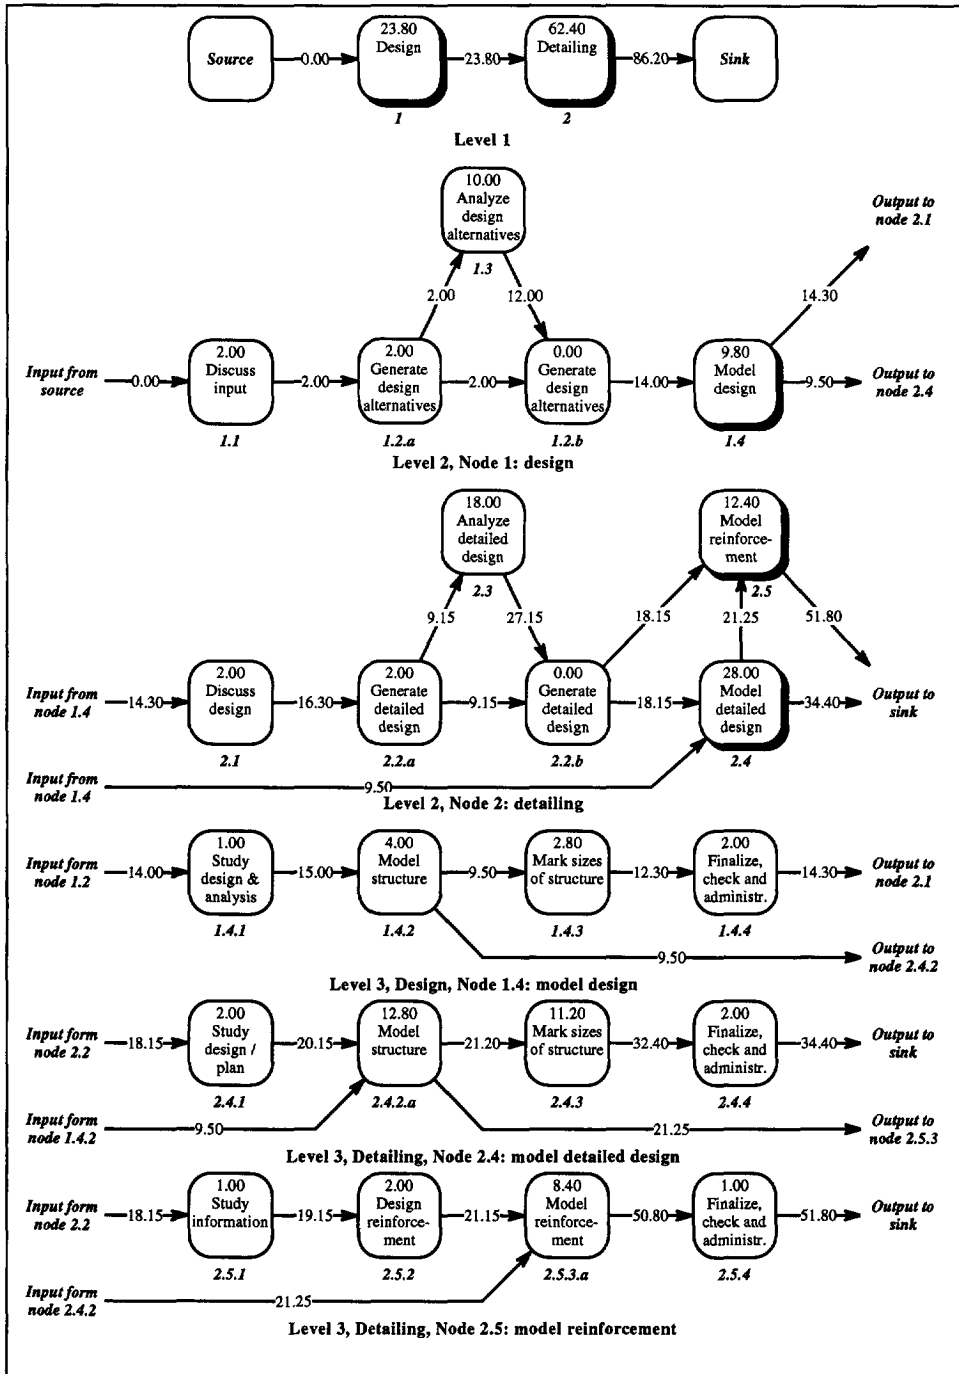 23.80
Design
62.40
Detailing
Source
0.00
23.80
86.20
Sink
1
2
Level 1
10.00
Analyze
design
alternatives
1.3
Output to
node 2.1
2.00
12.00
14.30
Input from
source
0.00
2.00
Discuss
input
1.1
2.00
2.00
Generate
design
alternatives
1.2.a
2.00
0.00
Generate
design
alternatives
1.2.b
14.00
9.80
Model
design
1.4
9.50
Output to
node 2.4
Level 2, Node 1: design
18.00
Analyze
detailed
design
2.3
12.40
Model
reinforce-
ment
2.5
9.15
27.15
18.15
21.25
51.80
Input from
node 1.4
14.30
2.00
Discuss
design
2.1
16.30
2.00
Generate
detailed
design
2.2.a
9.15
0.00
Generate
detailed
design
2.2.b
18.15
28.00
Model
detailed
design
2.4
34.40
Output to
sink
Input from
node 1.4
9.50
Level 2, Node 2: detailing
Input form
node 1.2
14.00
1.00
Study
design &
analysis
1.4.1
15.00
4.00
Model
structure
1.4.2
9.50
2.80
Mark sizes
of structure
1.4.3
12.30
2.00
Finalize,
check and
administr.
1.4.4
14.30
Output to
node 2.1
9.50
Output to
node 2.4.2
Level 3, Design, Node 1.4: model design
Input form
node 2.2
18.15
2.00
Study
design /
plan
2.4.1
20.15
12.80
Model
structure
2.4.2.a
21.20
11.20
Mark sizes
of structure
2.4.3
32.40
2.00
Finalize,
check and
administr.
2.4.4
34.40
Output to
sink
Input form
node 1.4.2
9.50
21.25
Output to
node 2.5.3
Level 3, Detailing, Node 2.4: model detailed design
Input form
node 2.2
18.15
1.00
Study
information
2.5.1
19.15
2.00
Design
reinforce-
ment
2.5.2
21.15
8.40
Model
reinforce-
ment
2.5.3.a
50.80
1.00
Finalize,
check and
administr.
2.5.4
51.80
Output to
sink
Input form
node 2.4.2
21.25
Level 3, Detailing, Node 2.5: model reinforcement